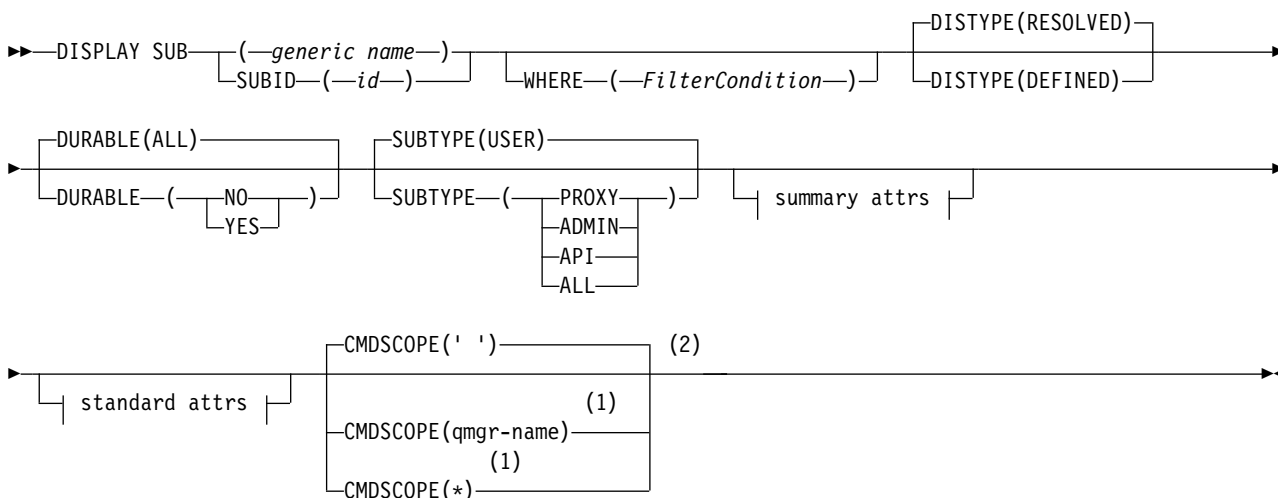 DISPLAY SUB ( generic name ) WHERE ( FilterCondition ) DISTYPE(RESOLVED)
SUBID ( id ) DISTYPE(DEFINED)
DURABLE(ALL) SUBTYPE(USER)
DURABLE ( NO ) SUBTYPE ( PROXY ) summary attrs
YES ADMIN
API
ALL
CMDSCOPE(' ') (2)
standard attrs (1)
CMDSCOPE(qmgr-name)
(1)
CMDSCOPE(*)